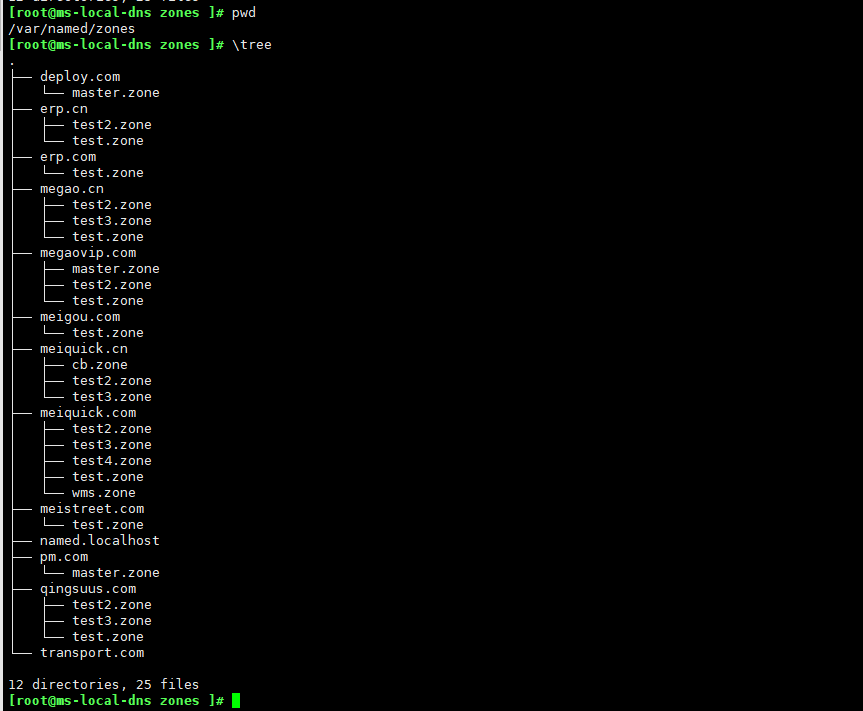 [root@ms-local-dns zones ]# pwd
/var/named/zones
[root@ms-local-dns zones ]# \tree
.
├── deploy.com
│   └── master.zone
├── erp.cn
│   ├── test2.zone
│   └── test.zone
├── erp.com
│   └── test.zone
├── megao.cn
│   ├── test2.zone
│   ├── test3.zone
│   └── test.zone
├── megaovip.com
│   ├── master.zone
│   ├── test2.zone
│   └── test.zone
├── meigou.com
│   └── test.zone
├── meiquick.cn
│   ├── cb.zone
│   ├── test2.zone
│   └── test3.zone
├── meiquick.com
│   ├── test2.zone
│   ├── test3.zone
│   ├── test4.zone
│   ├── test.zone
│   └── wms.zone
├── meistreet.com
│   └── test.zone
├── named.localhost
├── pm.com
│   └── master.zone
├── qingsuus.com
│   ├── test2.zone
│   ├── test3.zone
│   └── test.zone
└── transport.com
12 directories, 25 files
[root@ms-local-dns zones ]#